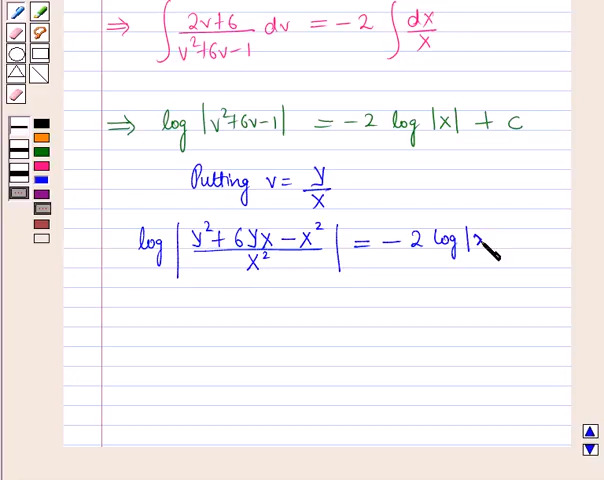 ⇒ ∫ 2v+6 / v²+6v-1 dv = -2 ∫ dx/x
⇒ log |v²+6v-1| = -2 log |x| + c
Putting v = y/x
log | y² + 6yx - x² / x² | = - 2 log |x